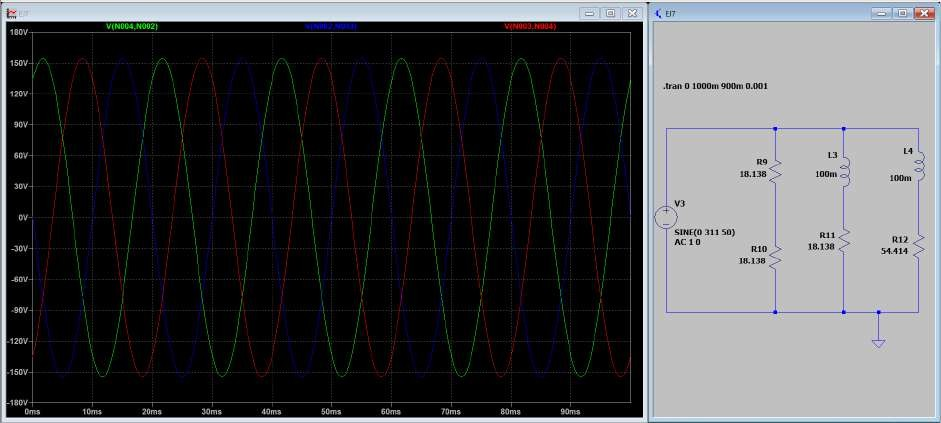 EJ7
V(N004,N002)
V(N002,N003)
V(N003,N004)
180V
150V
120V
90V
60V
30V
0V
-30V
-60V
-90V
-120V
-150V
-180V
0ms
10ms
20ms
30ms
40ms
50ms
60ms
70ms
80ms
90ms
EJ7
.tran 0 1000m 900m 0.001
V3
SINE(0 311 50)
AC 1 0
R9
18.138
R10
18.138
L3
100m
R11
18.138
L4
100m
R12
54.414